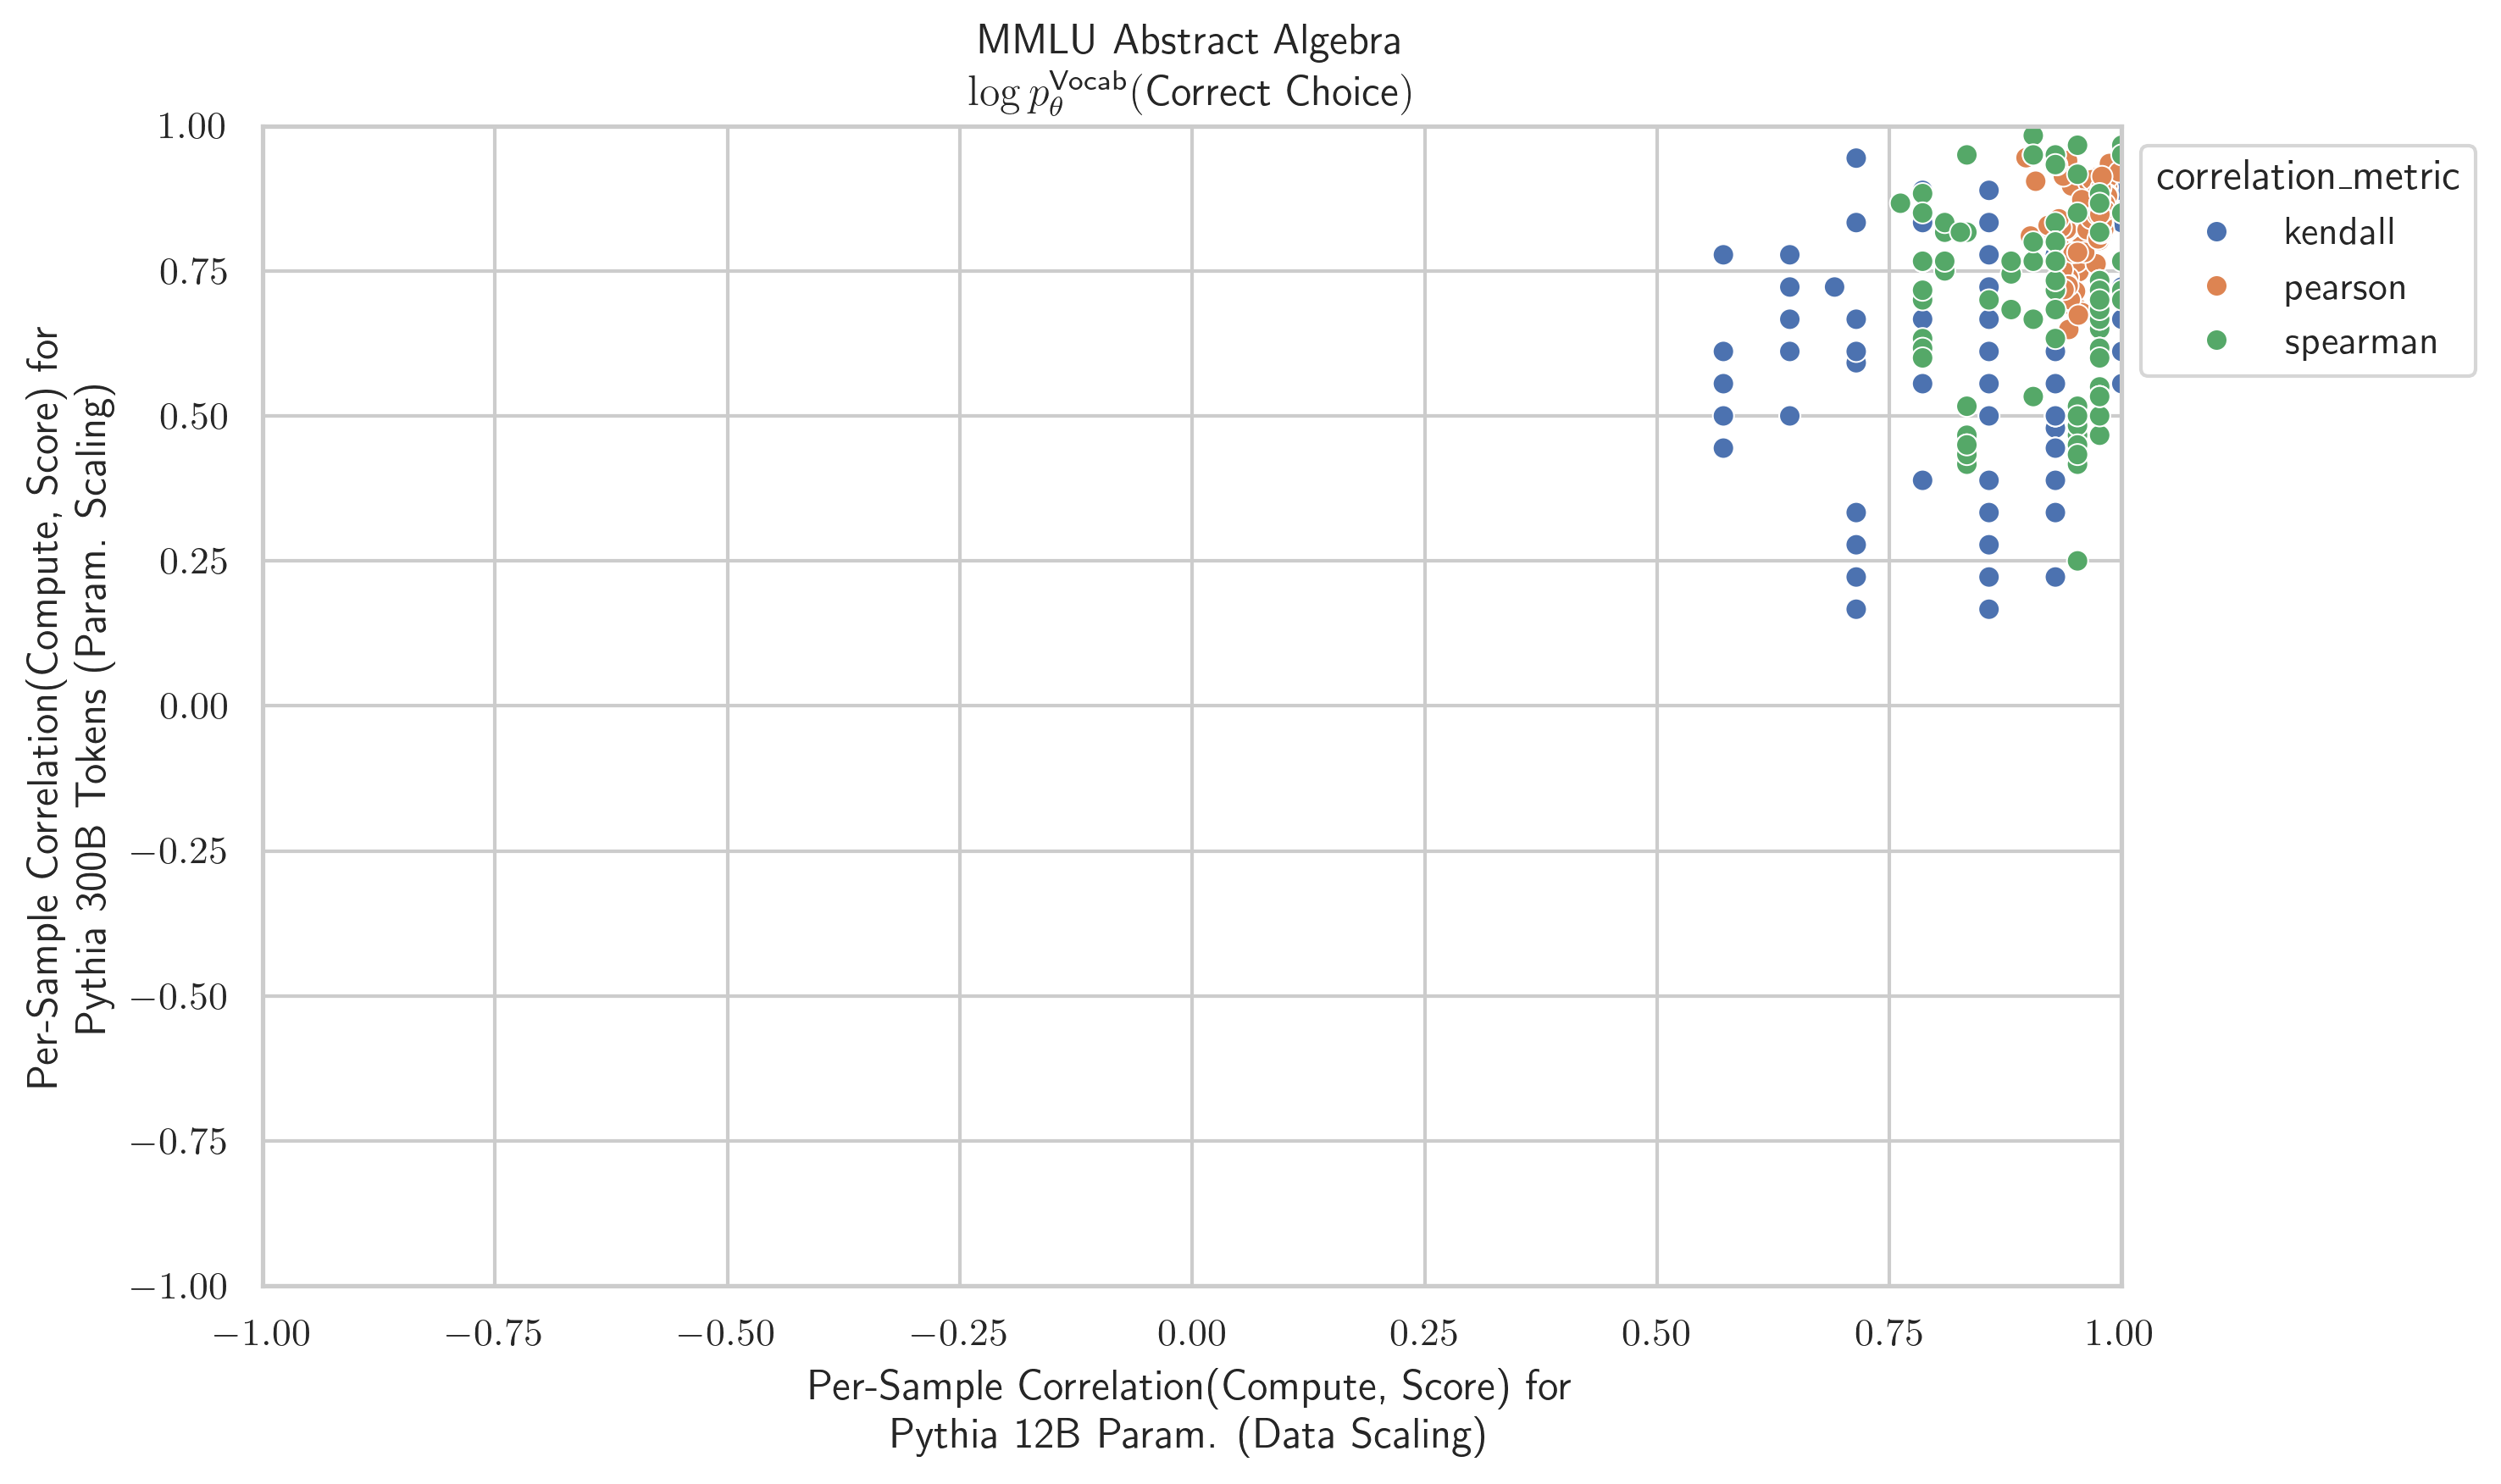 MMLU Abstract Algebra
log p_θ^Vocab(Correct Choice)
Per-Sample Correlation(Compute, Score) for
Pythia 300B Tokens (Param. Scaling)
1.00
0.75
0.50
0.25
0.00
−0.25
−0.50
−0.75
−1.00
−1.00 −0.75 −0.50 −0.25 0.00 0.25 0.50 0.75 1.00
Per-Sample Correlation(Compute, Score) for
Pythia 12B Param. (Data Scaling)
correlation_metric
kendall
pearson
spearman